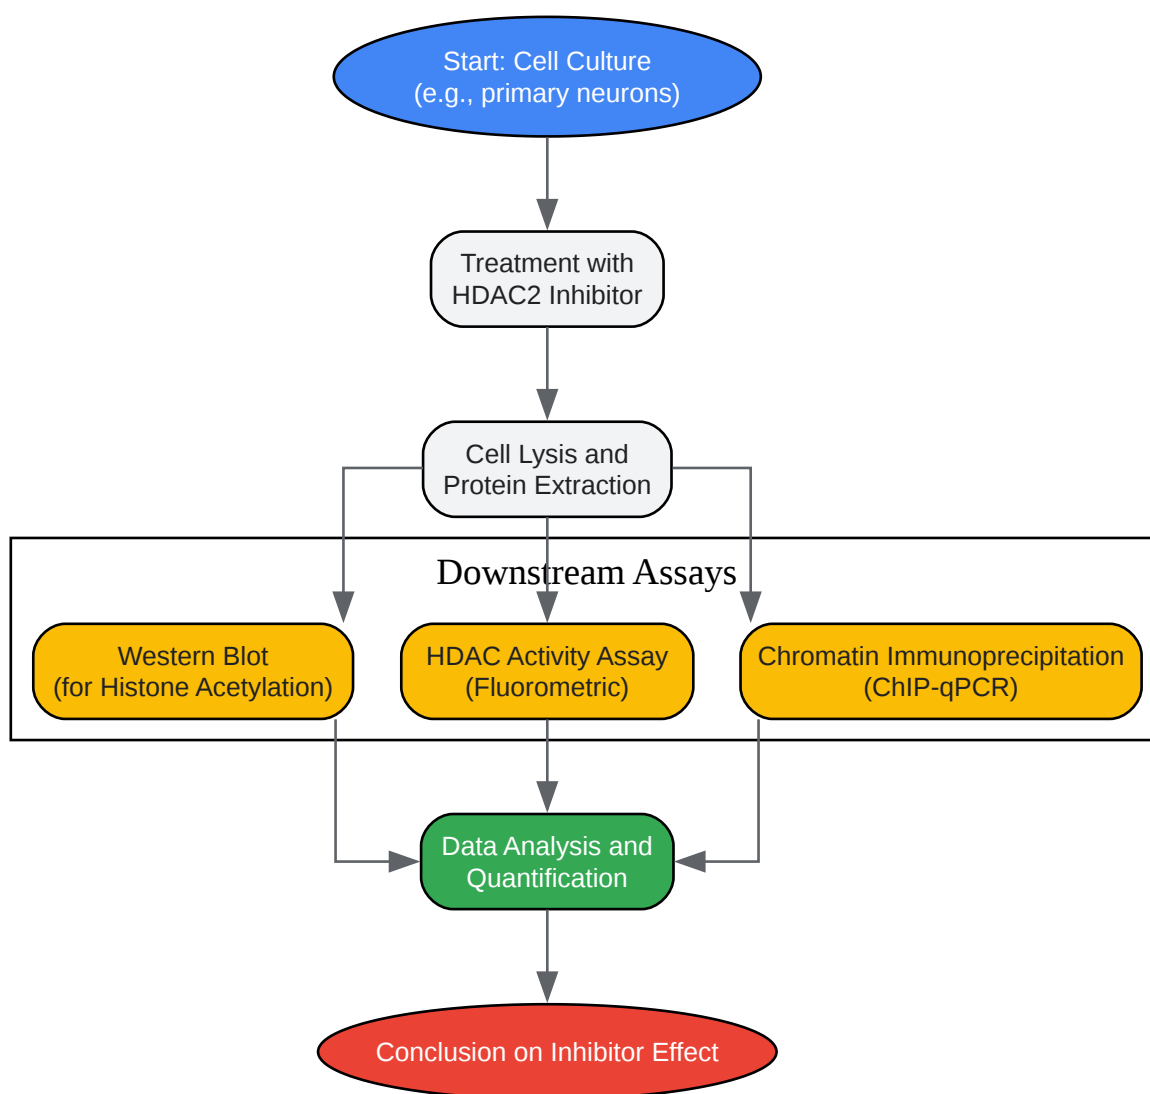 Start: Cell Culture
(e.g., primary neurons)
Treatment with
HDAC2 Inhibitor
Cell Lysis and
Protein Extraction
Downstream Assays
Western Blot
(for Histone Acetylation)
HDAC Activity Assay
(Fluorometric)
Chromatin Immunoprecipitation
(ChIP-qPCR)
Data Analysis and
Quantification
Conclusion on Inhibitor Effect